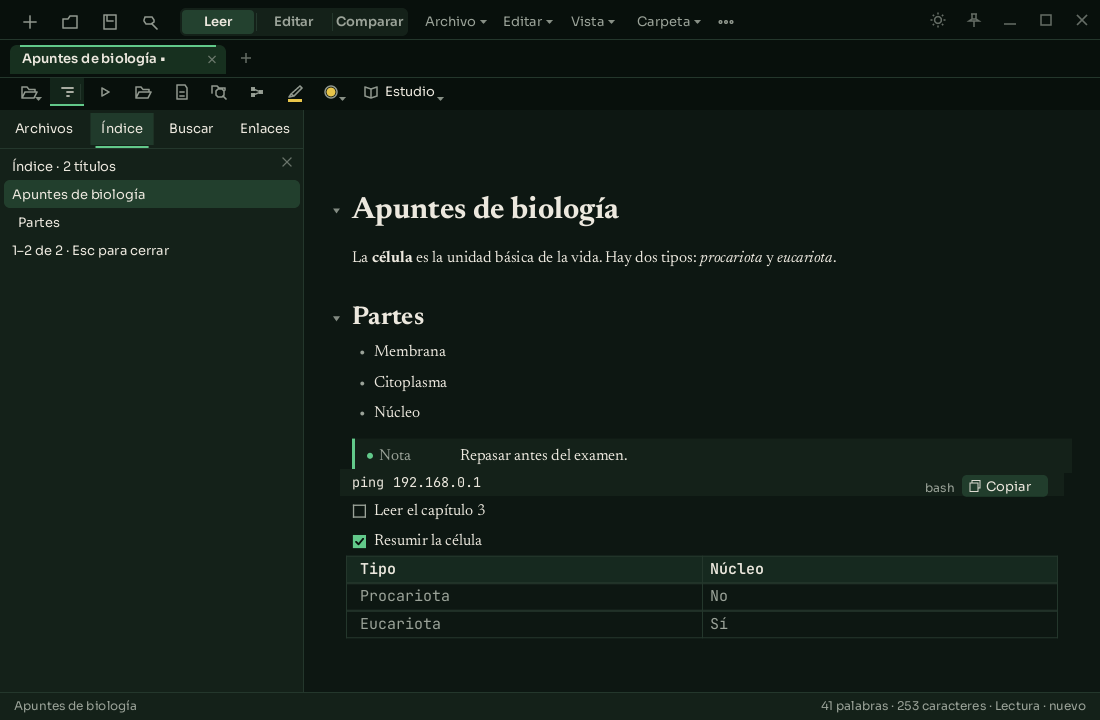 Leer Editar Comparar Archivo Editar Vista Carpeta
Apuntes de biología
Estudio
Archivos Índice Buscar Enlaces
Índice · 2 títulos
Apuntes de biología
Partes
1–2 de 2 · Esc para cerrar
Apuntes de biología
La célula es la unidad básica de la vida. Hay dos tipos: procariota y eucariota.
Partes
• Membrana
• Citoplasma
• Núcleo
Nota Repasar antes del examen.
ping 192.168.0.1
bash Copiar
Leer el capítulo 3
Resumir la célula
Tipo Núcleo
Procariota No
Eucariota Sí
Apuntes de biología 41 palabras · 253 caracteres · Lectura · nuevo